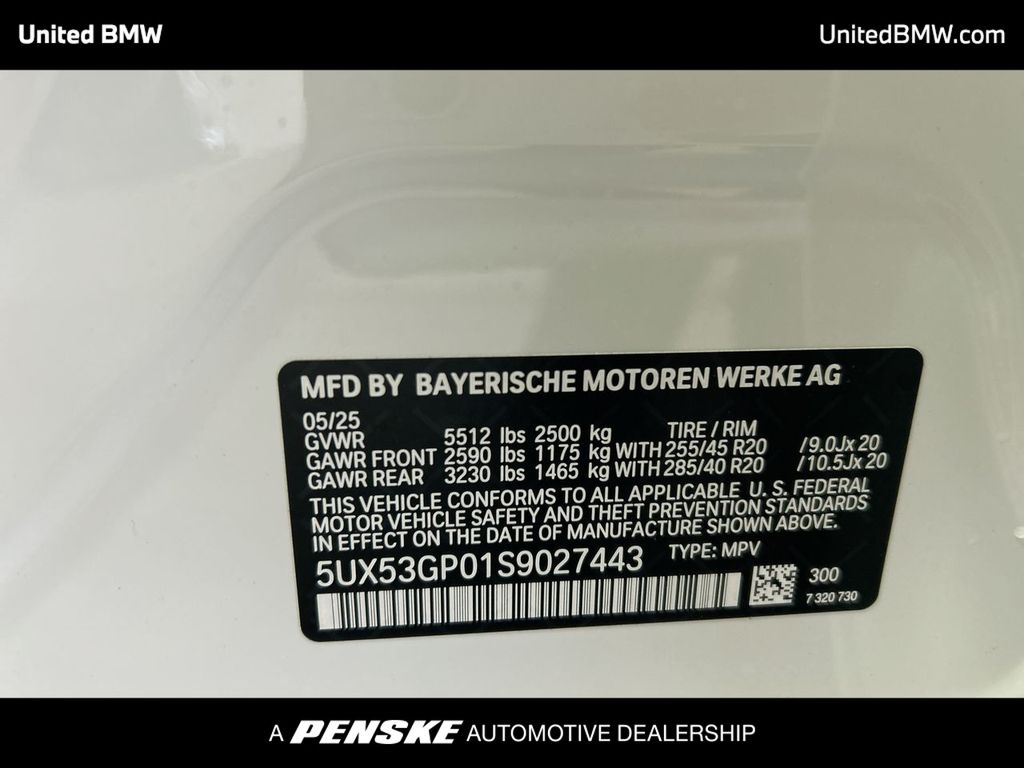 United BMW
UnitedBMW.com
MFD BY BAYERISCHE MOTOREN WERKE AG
05/25
GVWR 5512 lbs 2500 kg TIRE / RIM
GAWR FRONT 2590 lbs 1175 kg WITH 255/45 R20 /9.0Jx 20
GAWR REAR 3230 lbs 1465 kg WITH 285/40 R20 /10.5Jx 20
THIS VEHICLE CONFORMS TO ALL APPLICABLE U. S. FEDERAL
MOTOR VEHICLE SAFETY AND THEFT PREVENTION STANDARDS
IN EFFECT ON THE DATE OF MANUFACTURE SHOWN ABOVE.
5UX53GP01S9027443 TYPE: MPV
300
7 320 730
A PENSKE AUTOMOTIVE DEALERSHIP